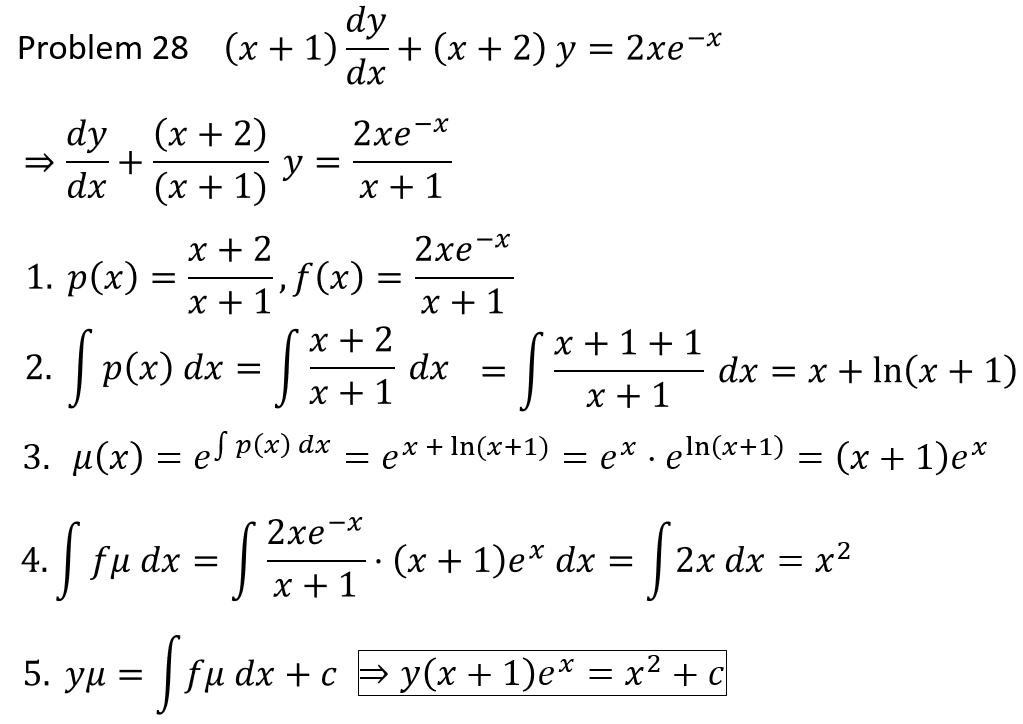 Problem 28 (x + 1) dy/dx + (x + 2) y = 2xe^{−x}
⇒ dy/dx + (x + 2)/(x + 1) y = 2xe^{−x}/(x + 1)
1. p(x) = (x + 2)/(x + 1), f(x) = 2xe^{−x}/(x + 1)
2. ∫ p(x) dx = ∫ (x + 2)/(x + 1) dx = ∫ (x + 1 + 1)/(x + 1) dx = x + ln(x + 1)
3. μ(x) = e^{∫ p(x) dx} = e^{x + ln(x+1)} = e^x · e^{ln(x+1)} = (x + 1)e^x
4. ∫ fμ dx = ∫ 2xe^{−x}/(x + 1) · (x + 1)e^x dx = ∫ 2x dx = x²
5. yμ = ∫ fμ dx + c ⇒ y(x + 1)e^x = x² + c